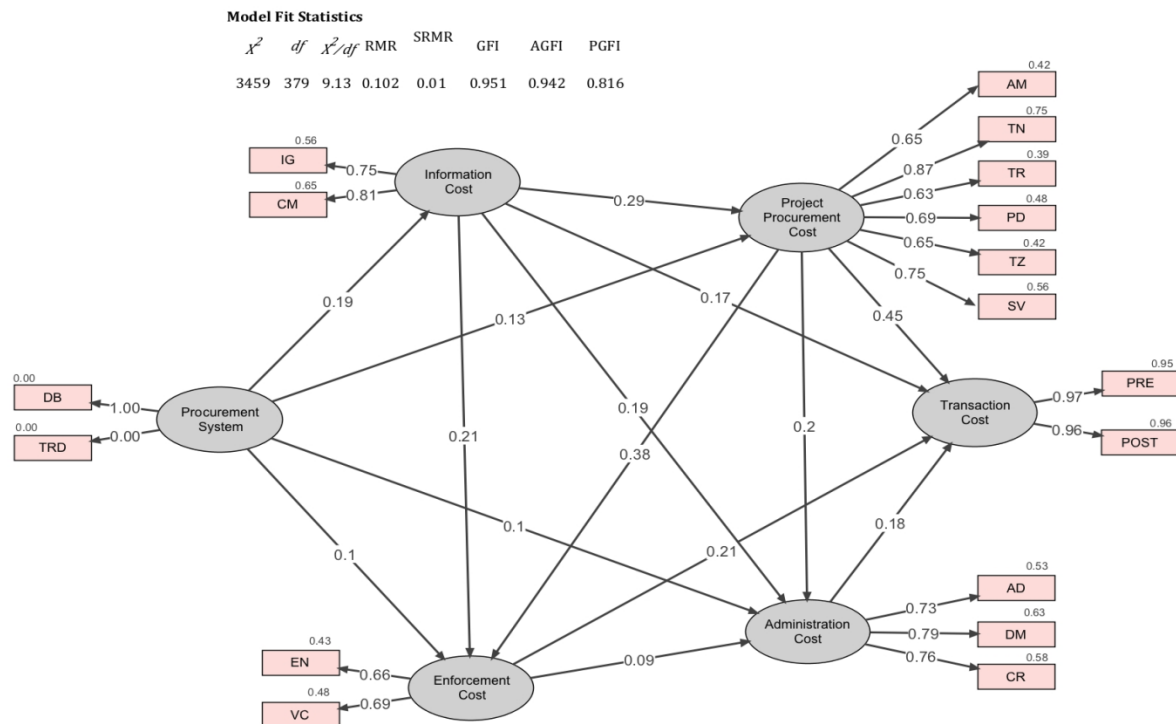 Model Fit Statistics
X² df X²/df RMR SRMR GFI AGFI PGFI
3459 379 9.13 0.102 0.01 0.951 0.942 0.816
0.42
AM
0.75
TN
0.39
TR
0.48
PD
0.42
TZ
0.56
SV
0.65
0.87
0.63
0.69
0.65
0.75
0.56
IG
0.75
0.65
CM
0.81
Information
Cost
0.29
Project
Procurement
Cost
0.19
0.13
0.17
0.45
0.00
DB
1.00
0.00
TRD
0.00
Procurement
System
0.21
0.19
0.38
0.2
Transaction
Cost
0.97
0.95
PRE
0.96
0.96
POST
0.1
0.1
0.21
0.18
0.43
EN
0.66
0.48
VC
0.69
Enforcement
Cost
0.09
Administration
Cost
0.73
0.53
AD
0.79
0.63
DM
0.76
0.58
CR